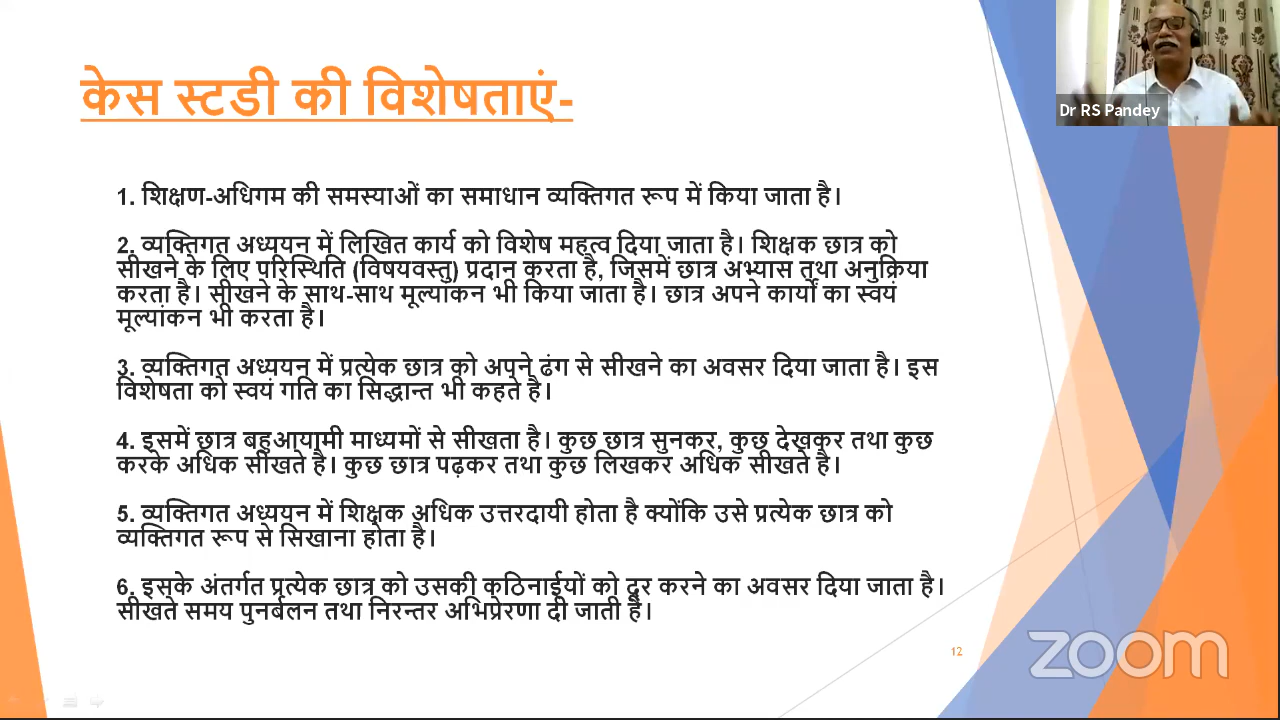 केस स्टडी की विशेषताएं-
Dr RS Pandey
1. शिक्षण-अधिगम की समस्याओं का समाधान व्यक्तिगत रूप में किया जाता है।
2. व्यक्तिगत अध्ययन में लिखित कार्य को विशेष महत्व दिया जाता है। शिक्षक छात्र को
सीखने के लिए परिस्थिति (विषयवस्तु) प्रदान करता है, जिसमें छात्र अभ्यास तथा अनुक्रिया
करता है। सीखने के साथ-साथ मूल्यांकन भी किया जाता है। छात्र अपने कार्यों का स्वयं
मूल्यांकन भी करता है।
3. व्यक्तिगत अध्ययन में प्रत्येक छात्र को अपने ढंग से सीखने का अवसर दिया जाता है। इस
विशेषता को स्वयं गति का सिद्धान्त भी कहते है।
4. इसमें छात्र बहुआयामी माध्यमों से सीखता है। कुछ छात्र सुनकर, कुछ देखकर तथा कुछ
करके अधिक सीखते है। कुछ छात्र पढ़कर तथा कुछ लिखकर अधिक सीखते है।
5. व्यक्तिगत अध्ययन में शिक्षक अधिक उत्तरदायी होता है क्योंकि उसे प्रत्येक छात्र को
व्यक्तिगत रूप से सिखाना होता है।
6. इसके अंतर्गत प्रत्येक छात्र को उसकी कठिनाईयों को दूर करने का अवसर दिया जाता है।
सीखते समय पुनर्बलन तथा निरन्तर अभिप्रेरणा दी जाती है।
12
zoom